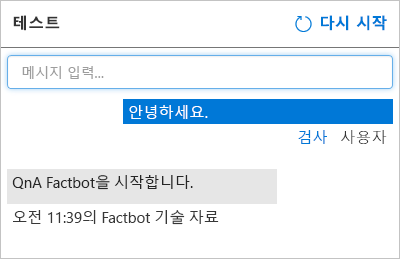 테스트 다시 시작
메시지 입력...
안녕하세요.
검사 사용자
QnA Factbot을 시작합니다.
오전 11:39의 Factbot 기술 자료